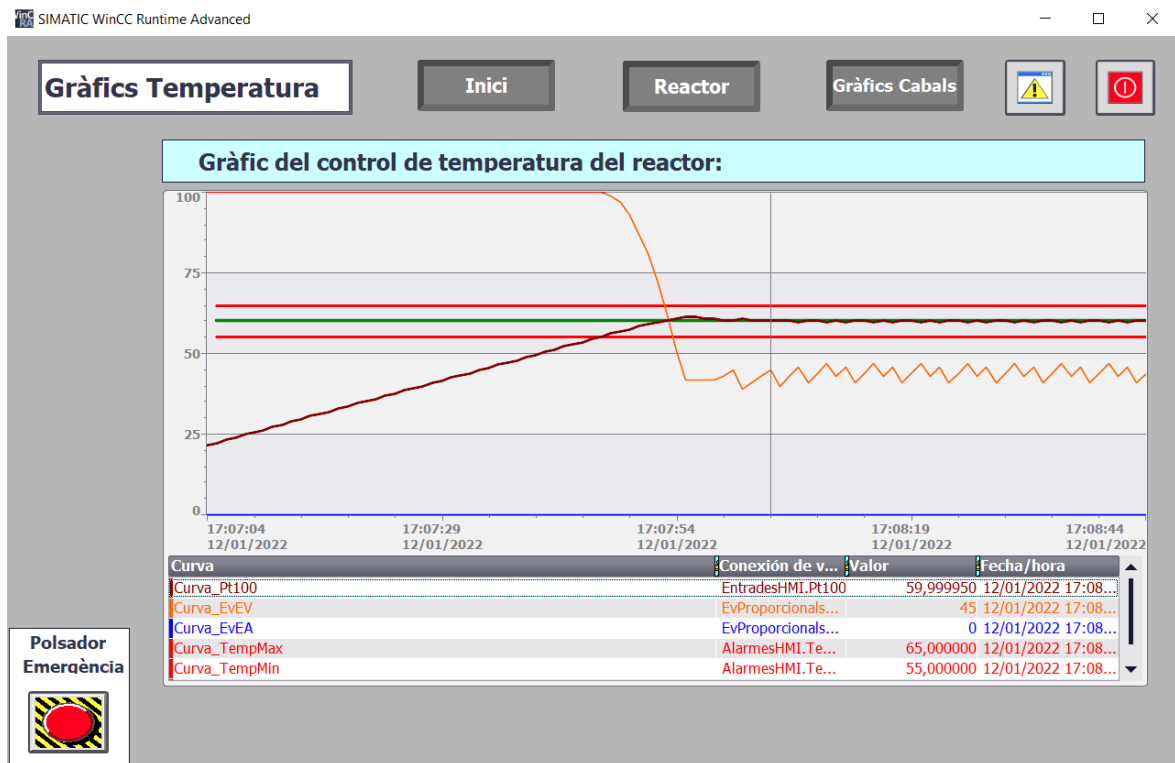 SIMATIC WinCC Runtime Advanced
Gràfics Temperatura
Inici
Reactor
Gràfics Cabals
Gràfic del control de temperatura del reactor:
100
75
50
25
0
17:07:04 17:07:29 17:07:54 17:08:19 17:08:44
12/01/2022 12/01/2022 12/01/2022 12/01/2022 12/01/2022
Curva Conexión de v... Valor Fecha/hora
Curva_Pt100 EntradesHMI.Pt100 59,999950 12/01/2022 17:08...
Curva_EvEV EvProporcionals... 45 12/01/2022 17:08...
Curva_EvEA EvProporcionals... 0 12/01/2022 17:08...
Curva_TempMax AlarmesHMI.Te... 65,000000 12/01/2022 17:08...
Curva_TempMin AlarmesHMI.Te... 55,000000 12/01/2022 17:08...
Polsador
Emergència